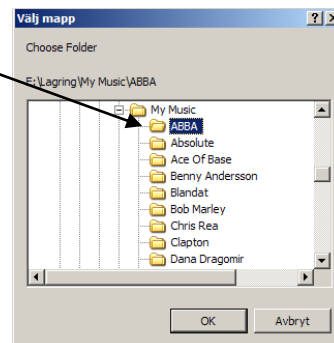 Välj mapp
Choose Folder
E:\Lagring\My Music\ABBA
My Music
ABBA
Absolute
Ace Of Base
Benny Andersson
Blandat
Bob Marley
Chris Rea
Clapton
Dana Dragomir
OK
Avbryt